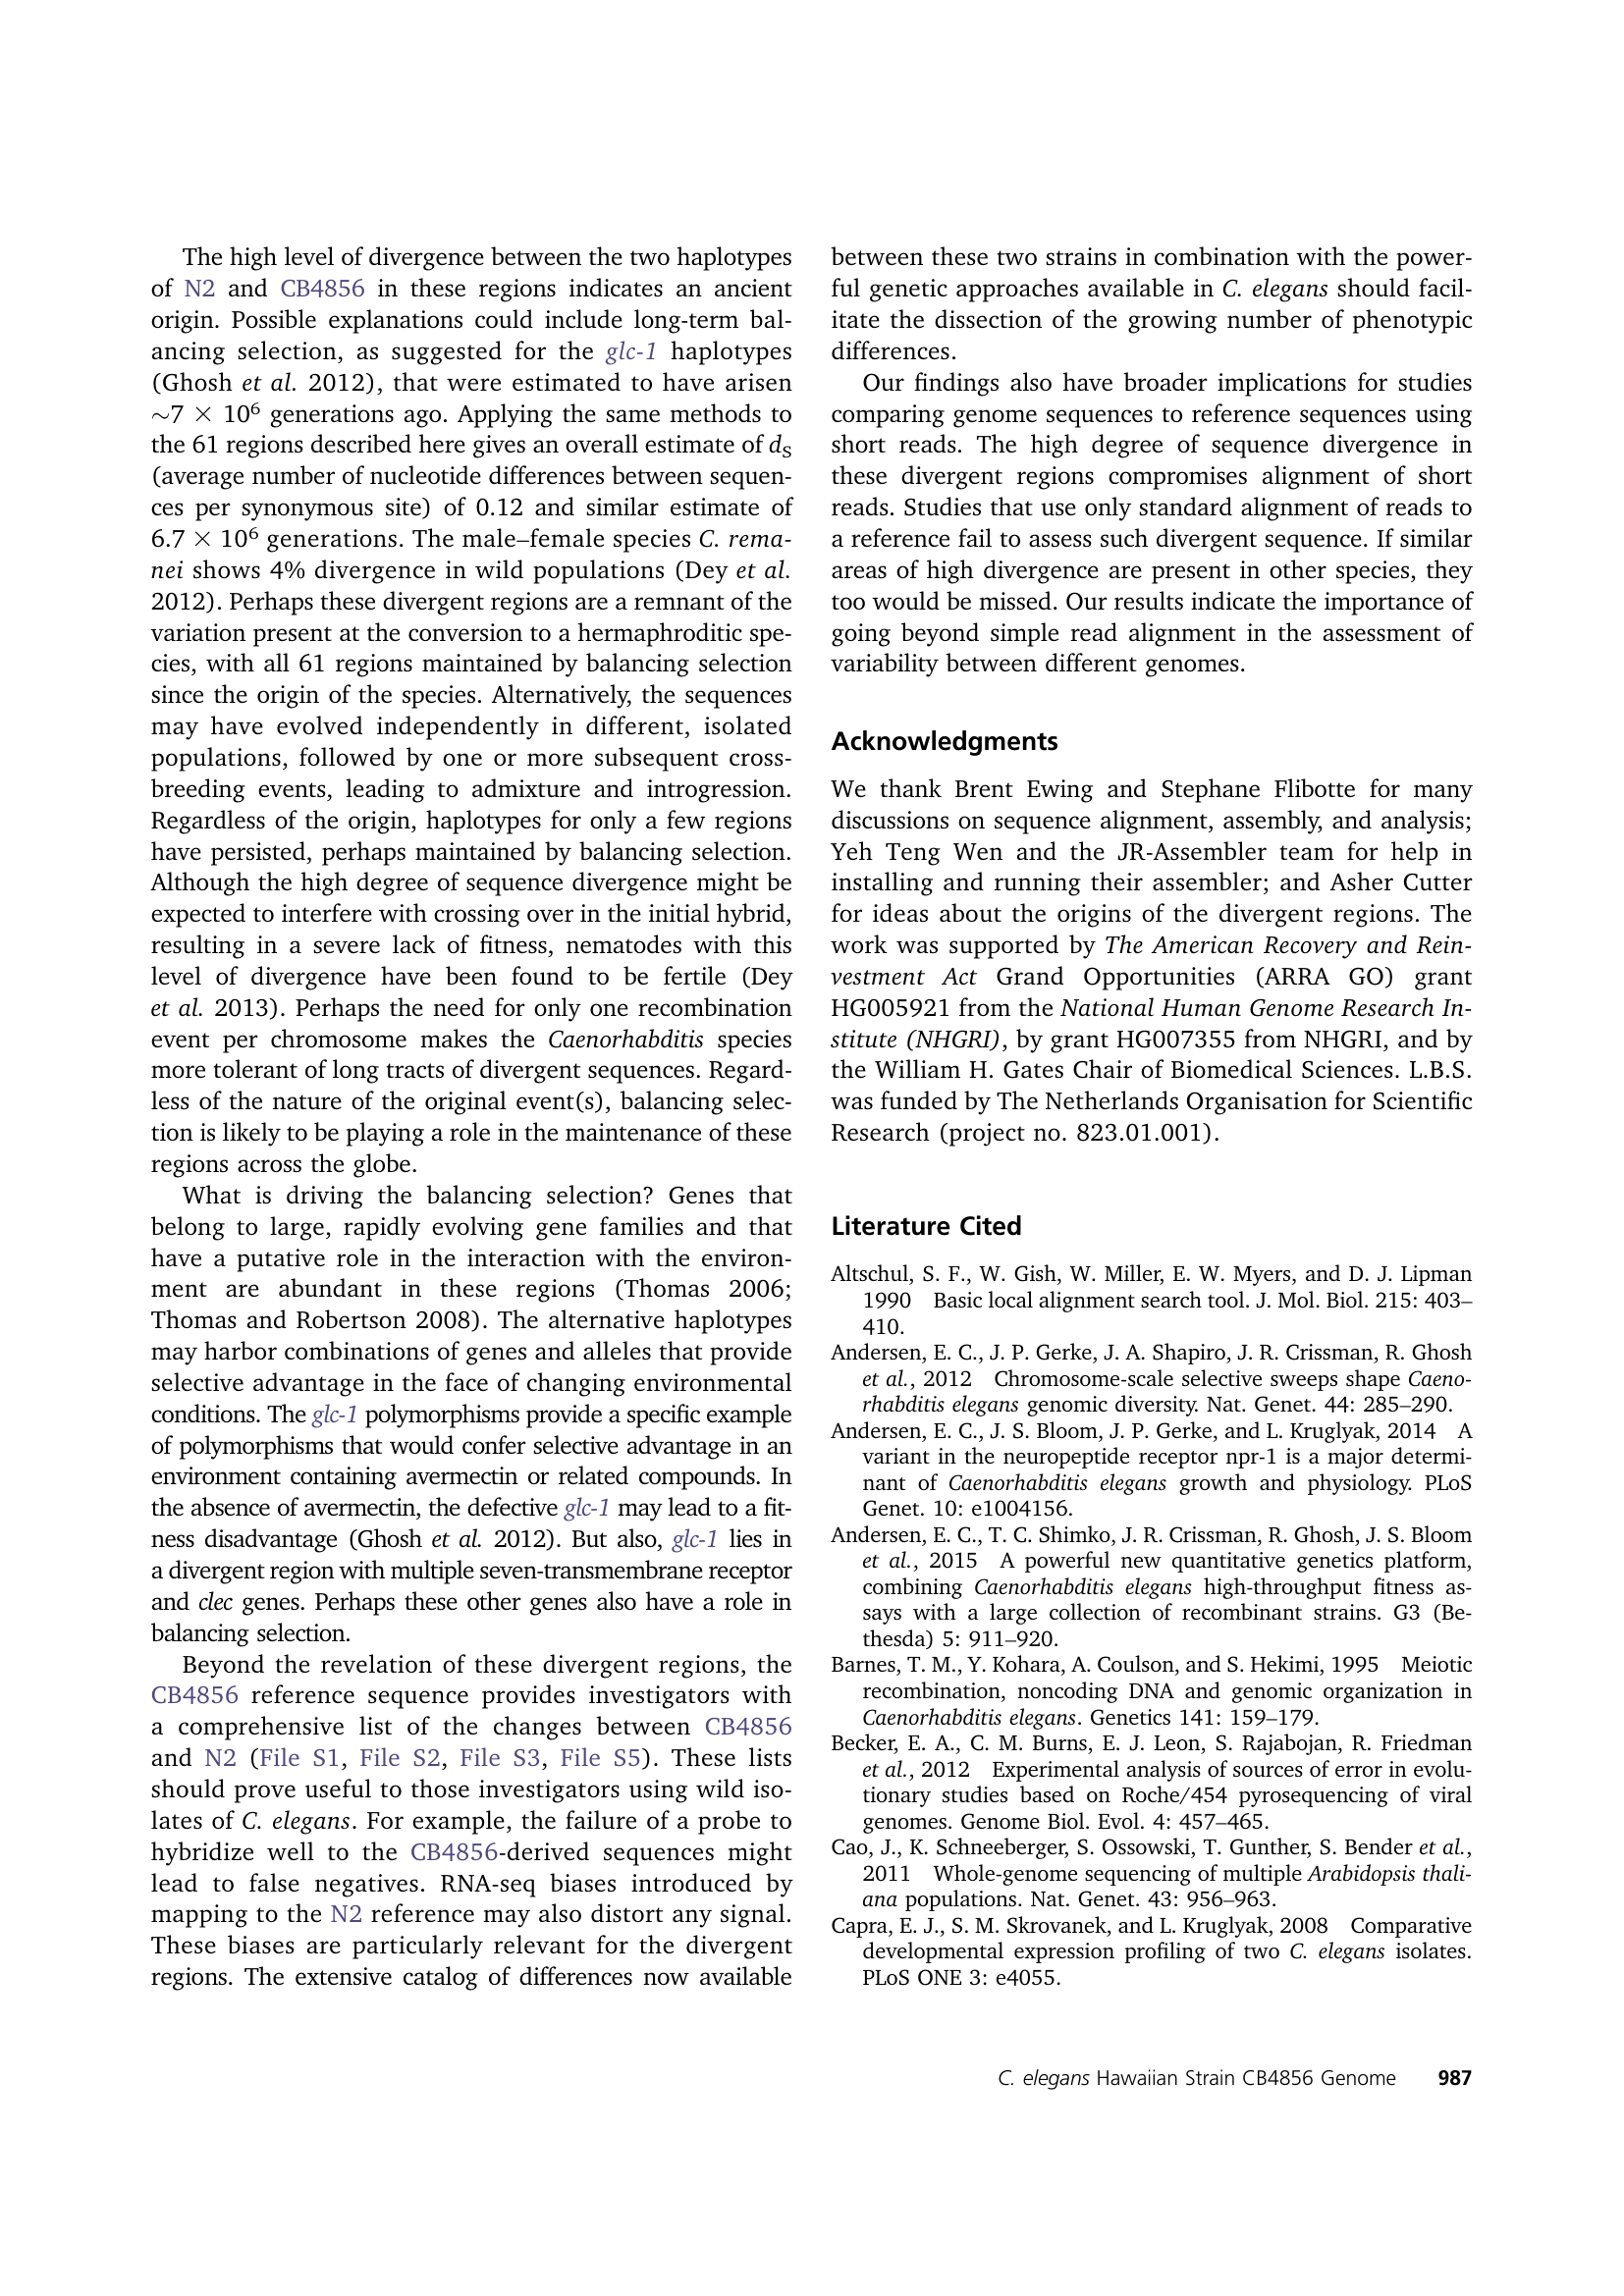 The high level of divergence between the two haplotypes
of N2 and CB4856 in these regions indicates an ancient
origin. Possible explanations could include long-term bal-
ancing selection, as suggested for the glc-1 haplotypes
(Ghosh et al. 2012), that were estimated to have arisen
∼7 × 10⁶ generations ago. Applying the same methods to
the 61 regions described here gives an overall estimate of dS
(average number of nucleotide differences between sequen-
ces per synonymous site) of 0.12 and similar estimate of
6.7 × 10⁶ generations. The male–female species C. rema-
nei shows 4% divergence in wild populations (Dey et al.
2012). Perhaps these divergent regions are a remnant of the
variation present at the conversion to a hermaphroditic spe-
cies, with all 61 regions maintained by balancing selection
since the origin of the species. Alternatively, the sequences
may have evolved independently in different, isolated
populations, followed by one or more subsequent cross-
breeding events, leading to admixture and introgression.
Regardless of the origin, haplotypes for only a few regions
have persisted, perhaps maintained by balancing selection.
Although the high degree of sequence divergence might be
expected to interfere with crossing over in the initial hybrid,
resulting in a severe lack of fitness, nematodes with this
level of divergence have been found to be fertile (Dey
et al. 2013). Perhaps the need for only one recombination
event per chromosome makes the Caenorhabditis species
more tolerant of long tracts of divergent sequences. Regard-
less of the nature of the original event(s), balancing selec-
tion is likely to be playing a role in the maintenance of these
regions across the globe.
What is driving the balancing selection? Genes that
belong to large, rapidly evolving gene families and that
have a putative role in the interaction with the environ-
ment are abundant in these regions (Thomas 2006;
Thomas and Robertson 2008). The alternative haplotypes
may harbor combinations of genes and alleles that provide
selective advantage in the face of changing environmental
conditions. The glc-1 polymorphisms provide a specific example
of polymorphisms that would confer selective advantage in an
environment containing avermectin or related compounds. In
the absence of avermectin, the defective glc-1 may lead to a fit-
ness disadvantage (Ghosh et al. 2012). But also, glc-1 lies in
a divergent region with multiple seven-transmembrane receptor
and clec genes. Perhaps these other genes also have a role in
balancing selection.
Beyond the revelation of these divergent regions, the
CB4856 reference sequence provides investigators with
a comprehensive list of the changes between CB4856
and N2 (File S1, File S2, File S3, File S5). These lists
should prove useful to those investigators using wild iso-
lates of C. elegans. For example, the failure of a probe to
hybridize well to the CB4856-derived sequences might
lead to false negatives. RNA-seq biases introduced by
mapping to the N2 reference may also distort any signal.
These biases are particularly relevant for the divergent
regions. The extensive catalog of differences now available
between these two strains in combination with the power-
ful genetic approaches available in C. elegans should facil-
itate the dissection of the growing number of phenotypic
differences.
Our findings also have broader implications for studies
comparing genome sequences to reference sequences using
short reads. The high degree of sequence divergence in
these divergent regions compromises alignment of short
reads. Studies that use only standard alignment of reads to
a reference fail to assess such divergent sequence. If similar
areas of high divergence are present in other species, they
too would be missed. Our results indicate the importance of
going beyond simple read alignment in the assessment of
variability between different genomes.
Acknowledgments
We thank Brent Ewing and Stephane Flibotte for many
discussions on sequence alignment, assembly, and analysis;
Yeh Teng Wen and the JR-Assembler team for help in
installing and running their assembler; and Asher Cutter
for ideas about the origins of the divergent regions. The
work was supported by The American Recovery and Rein-
vestment Act Grand Opportunities (ARRA GO) grant
HG005921 from the National Human Genome Research In-
stitute (NHGRI), by grant HG007355 from NHGRI, and by
the William H. Gates Chair of Biomedical Sciences. L.B.S.
was funded by The Netherlands Organisation for Scientific
Research (project no. 823.01.001).
Literature Cited
Altschul, S. F., W. Gish, W. Miller, E. W. Myers, and D. J. Lipman
1990 Basic local alignment search tool. J. Mol. Biol. 215: 403–
410.
Andersen, E. C., J. P. Gerke, J. A. Shapiro, J. R. Crissman, R. Ghosh
et al., 2012 Chromosome-scale selective sweeps shape Caeno-
rhabditis elegans genomic diversity. Nat. Genet. 44: 285–290.
Andersen, E. C., J. S. Bloom, J. P. Gerke, and L. Kruglyak, 2014 A
variant in the neuropeptide receptor npr-1 is a major determi-
nant of Caenorhabditis elegans growth and physiology. PLoS
Genet. 10: e1004156.
Andersen, E. C., T. C. Shimko, J. R. Crissman, R. Ghosh, J. S. Bloom
et al., 2015 A powerful new quantitative genetics platform,
combining Caenorhabditis elegans high-throughput fitness as-
says with a large collection of recombinant strains. G3 (Be-
thesda) 5: 911–920.
Barnes, T. M., Y. Kohara, A. Coulson, and S. Hekimi, 1995 Meiotic
recombination, noncoding DNA and genomic organization in
Caenorhabditis elegans. Genetics 141: 159–179.
Becker, E. A., C. M. Burns, E. J. Leon, S. Rajabojan, R. Friedman
et al., 2012 Experimental analysis of sources of error in evolu-
tionary studies based on Roche/454 pyrosequencing of viral
genomes. Genome Biol. Evol. 4: 457–465.
Cao, J., K. Schneeberger, S. Ossowski, T. Gunther, S. Bender et al.,
2011 Whole-genome sequencing of multiple Arabidopsis thali-
ana populations. Nat. Genet. 43: 956–963.
Capra, E. J., S. M. Skrovanek, and L. Kruglyak, 2008 Comparative
developmental expression profiling of two C. elegans isolates.
PLoS ONE 3: e4055.
C. elegans Hawaiian Strain CB4856 Genome 987